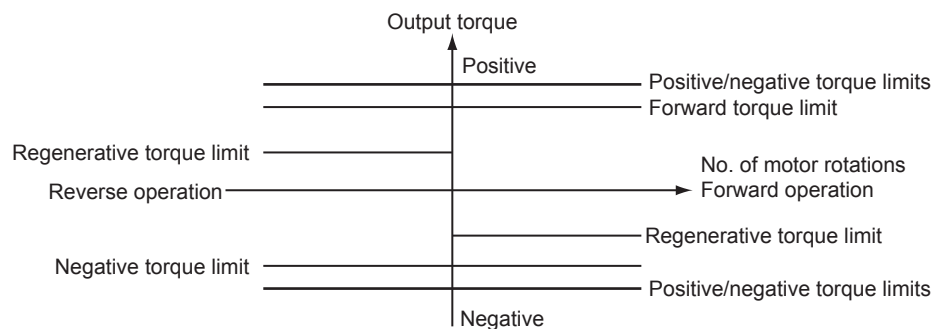 Output torque
Positive
Positive/negative torque limits
Forward torque limit
Regenerative torque limit
No. of motor rotations
Reverse operation
Forward operation
Regenerative torque limit
Negative torque limit
Positive/negative torque limits
Negative